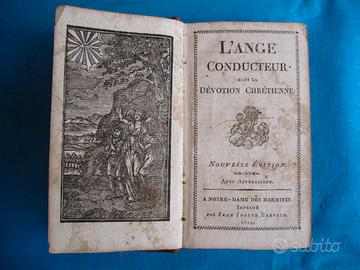 L'ANGE
CONDUCTEUR
DANS LA
DÉVOTION CHRÉTIENNE.
NOUVELLE ÉDITION.
AVEC APPROBATION.
A NOTRE-DAME DES HERMITES.
IMPRIMÉ
PAR JEAN JOSEPH
subito